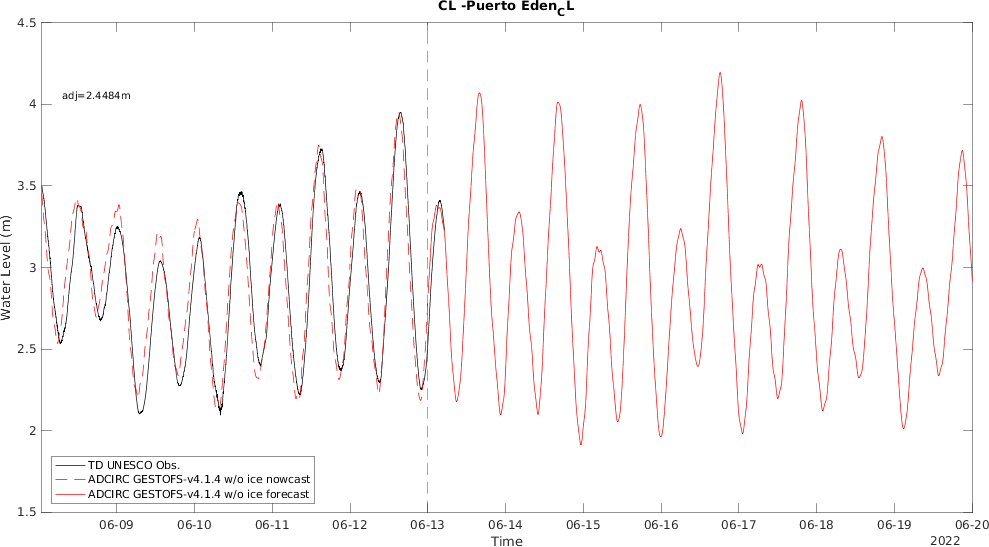 CL -Puerto Eden_CL
4.5
4
3.5
3
2.5
2
1.5
Water Level (m)
adj=2.4484m
TD UNESCO Obs.
ADCIRC GESTOFS-v4.1.4 w/o ice nowcast
ADCIRC GESTOFS-v4.1.4 w/o ice forecast
06-09 06-10 06-11 06-12 06-13 06-14 06-15 06-16 06-17 06-18 06-19 06-20
Time
2022